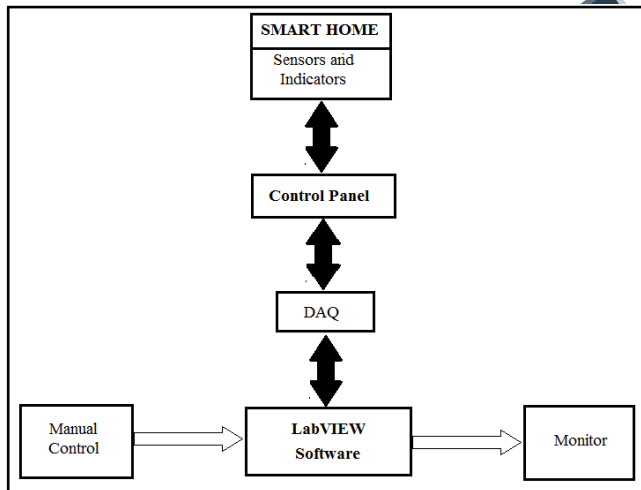 SMART HOME
Sensors and
Indicators
Control Panel
DAQ
Manual
Control
LabVIEW
Software
Monitor